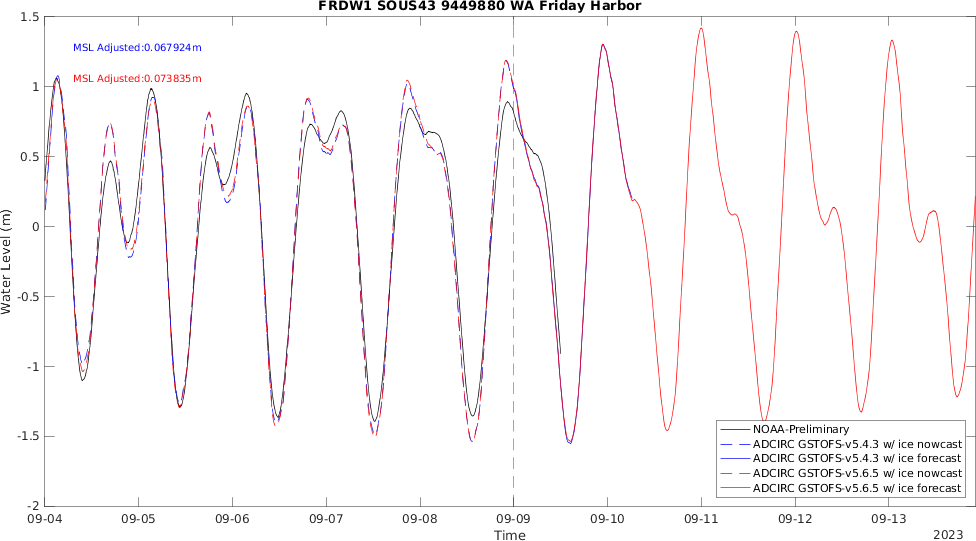 FRDW1 SOUS43 9449880 WA Friday Harbor
1.5
MSL Adjusted:0.067924m
MSL Adjusted:0.073835m
1
0.5
0
-0.5
-1
-1.5
-2
Water Level (m)
NOAA-Preliminary
ADCIRC GSTOFS-v5.4.3 w/ ice nowcast
ADCIRC GSTOFS-v5.4.3 w/ ice forecast
ADCIRC GSTOFS-v5.6.5 w/ ice nowcast
ADCIRC GSTOFS-v5.6.5 w/ ice forecast
09-04 09-05 09-06 09-07 09-08 09-09 09-10 09-11 09-12 09-13
Time
2023